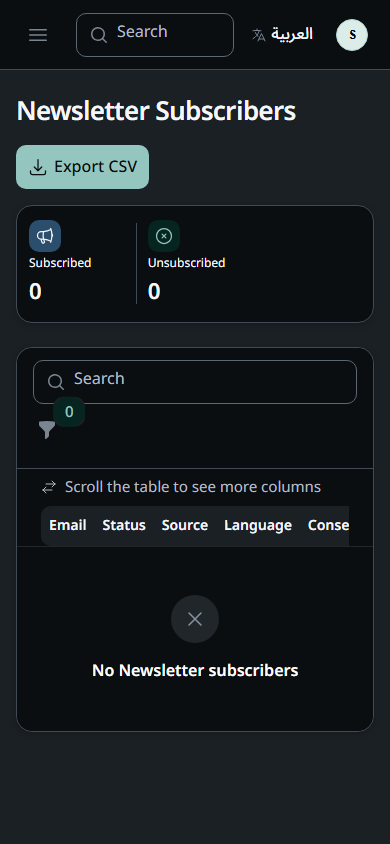 Search
العربية
S
Newsletter Subscribers
Export CSV
Subscribed
0
Unsubscribed
0
Search
0
Scroll the table to see more columns
Email Status Source Language Conse
No Newsletter subscribers